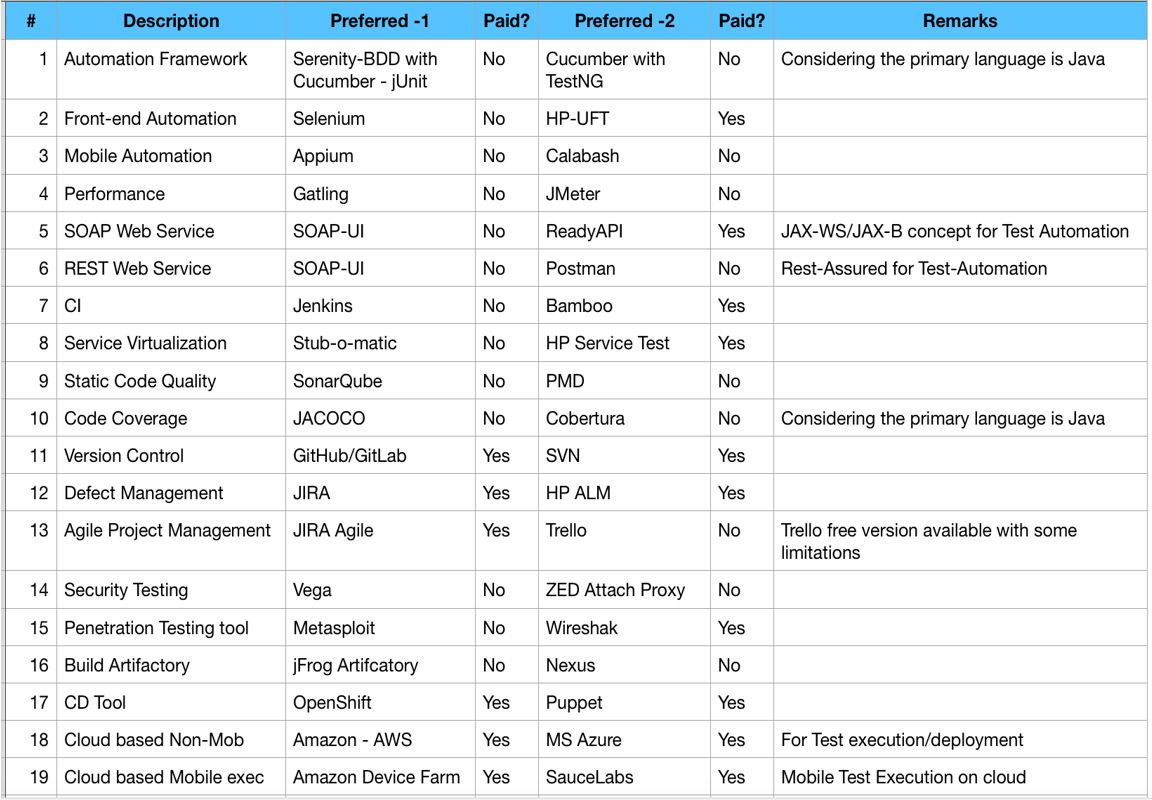 # Description Preferred -1 Paid? Preferred -2 Paid? Remarks
1 Automation Framework Serenity-BDD with No Cucumber with No Considering the primary language is Java
Cucumber - jUnit TestNG
2 Front-end Automation Selenium No HP-UFT Yes
3 Mobile Automation Appium No Calabash No
4 Performance Gatling No JMeter No
5 SOAP Web Service SOAP-UI No ReadyAPI Yes JAX-WS/JAX-B concept for Test Automation
6 REST Web Service SOAP-UI No Postman No Rest-Assured for Test-Automation
7 CI Jenkins No Bamboo Yes
8 Service Virtualization Stub-o-matic No HP Service Test Yes
9 Static Code Quality SonarQube No PMD No
10 Code Coverage JACOCO No Cobertura No Considering the primary language is Java
11 Version Control GitHub/GitLab Yes SVN Yes
12 Defect Management JIRA Yes HP ALM Yes
13 Agile Project Management JIRA Agile Yes Trello No Trello free version available with some
limitations
14 Security Testing Vega No ZED Attach Proxy No
15 Penetration Testing tool Metasploit No Wireshak Yes
16 Build Artifactory jFrog Artifcatory No Nexus No
17 CD Tool OpenShift Yes Puppet Yes
18 Cloud based Non-Mob Amazon - AWS Yes MS Azure Yes For Test execution/deployment
19 Cloud based Mobile exec Amazon Device Farm Yes SauceLabs Yes Mobile Test Execution on cloud